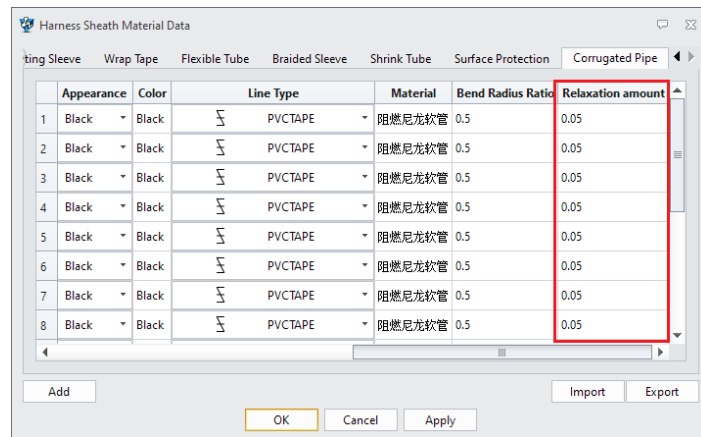 Harness Sheath Material Data
ting Sleeve Wrap Tape Flexible Tube Braided Sleeve Shrink Tube Surface Protection Corrugated Pipe
Appearance Color Line Type Material Bend Radius Ratio Relaxation amount
1 Black Black PVCTAPE 阻燃尼龙软管 0.5 0.05
2 Black Black PVCTAPE 阻燃尼龙软管 0.5 0.05
3 Black Black PVCTAPE 阻燃尼龙软管 0.5 0.05
4 Black Black PVCTAPE 阻燃尼龙软管 0.5 0.05
5 Black Black PVCTAPE 阻燃尼龙软管 0.5 0.05
6 Black Black PVCTAPE 阻燃尼龙软管 0.5 0.05
7 Black Black PVCTAPE 阻燃尼龙软管 0.5 0.05
8 Black Black PVCTAPE 阻燃尼龙软管 0.5 0.05
Add Import Export
OK Cancel Apply